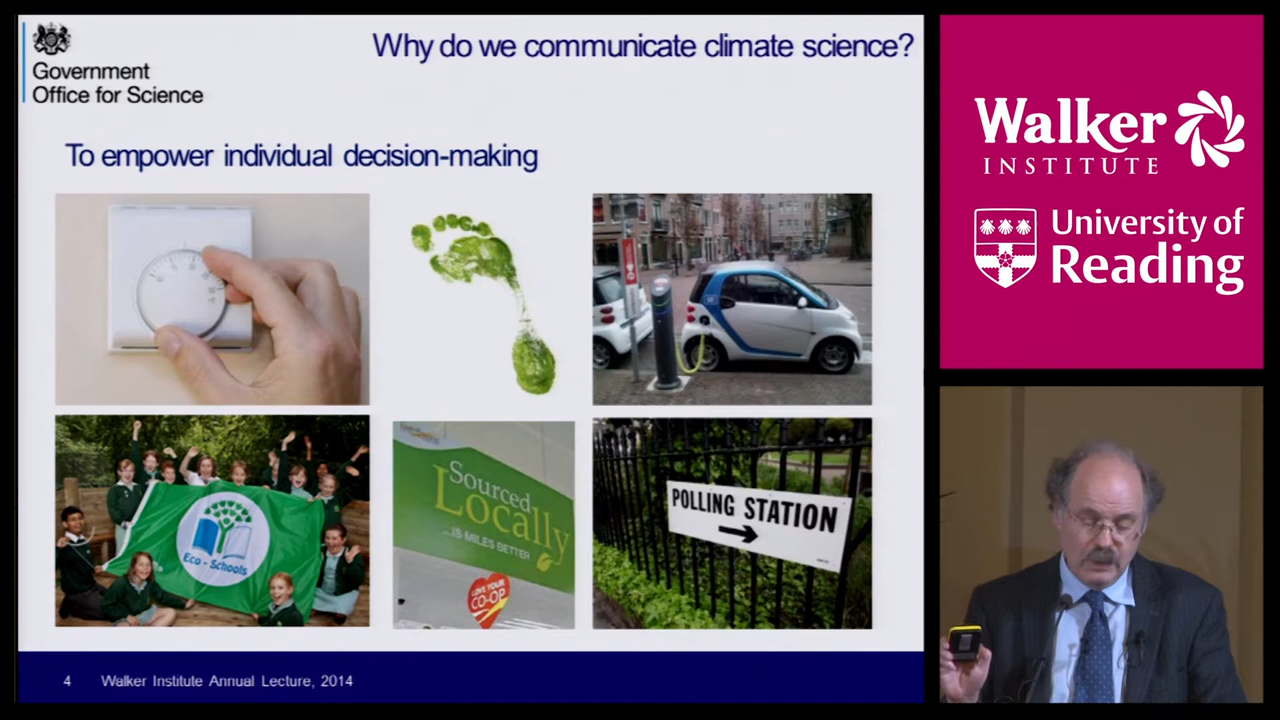 Government
Office for Science
Why do we communicate climate science?
To empower individual decision-making
Eco - Schools
Sourced
Locally
...IS MILES BETTER
LOVE YOUR
CO-OP
POLLING STATION
4 Walker Institute Annual Lecture, 2014
Walker
INSTITUTE
University of
Reading